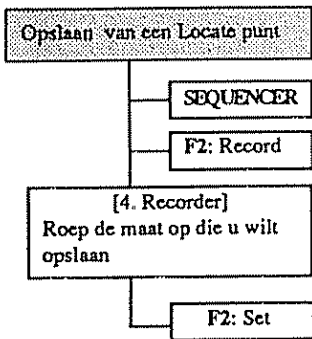 Opslaan van een Locate punt
SEQUENCER
F2: Record
[4. Recorder]
Roep de maat op die u wilt
opslaan
F2: Set